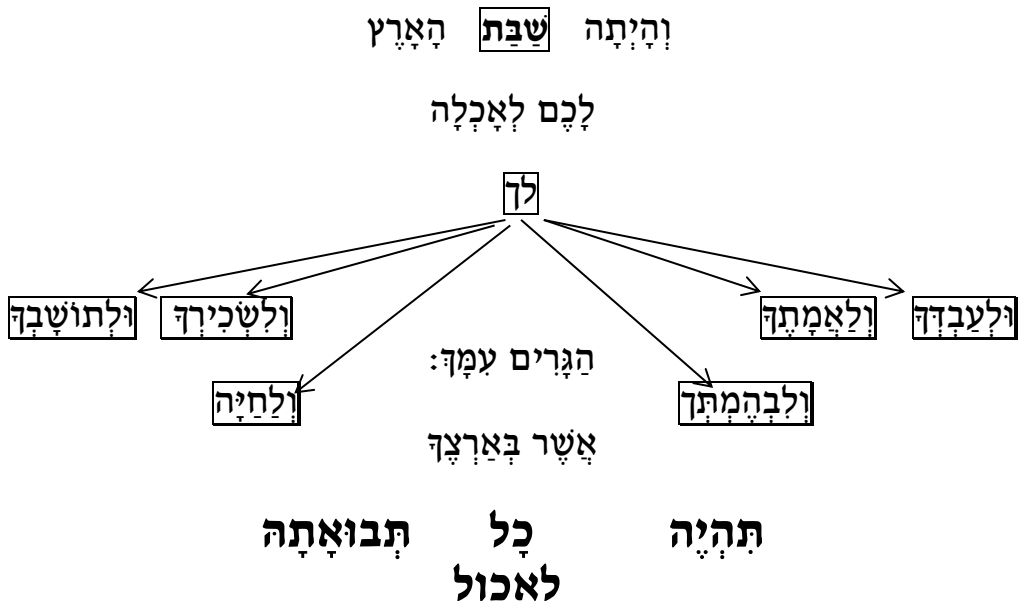 וְהָיְתָה שַׁבַּת הָאָרֶץ
לָכֶם לְאָכְלָה
לך
וּלְעַבְדְּךָ וְלַאֲמָתֶךָ וְלִשְׂכִירְךָ וּלְתוֹשָׁבְךָ
הַגָּרִים עִמָּךְ:
וְלִבְהֶמְתְּךָ וְלַחַיָּה
אֲשֶׁר בְּאַרְצֶךָ
תִּהְיֶה כָל תְּבוּאָתָהּ
לאכול